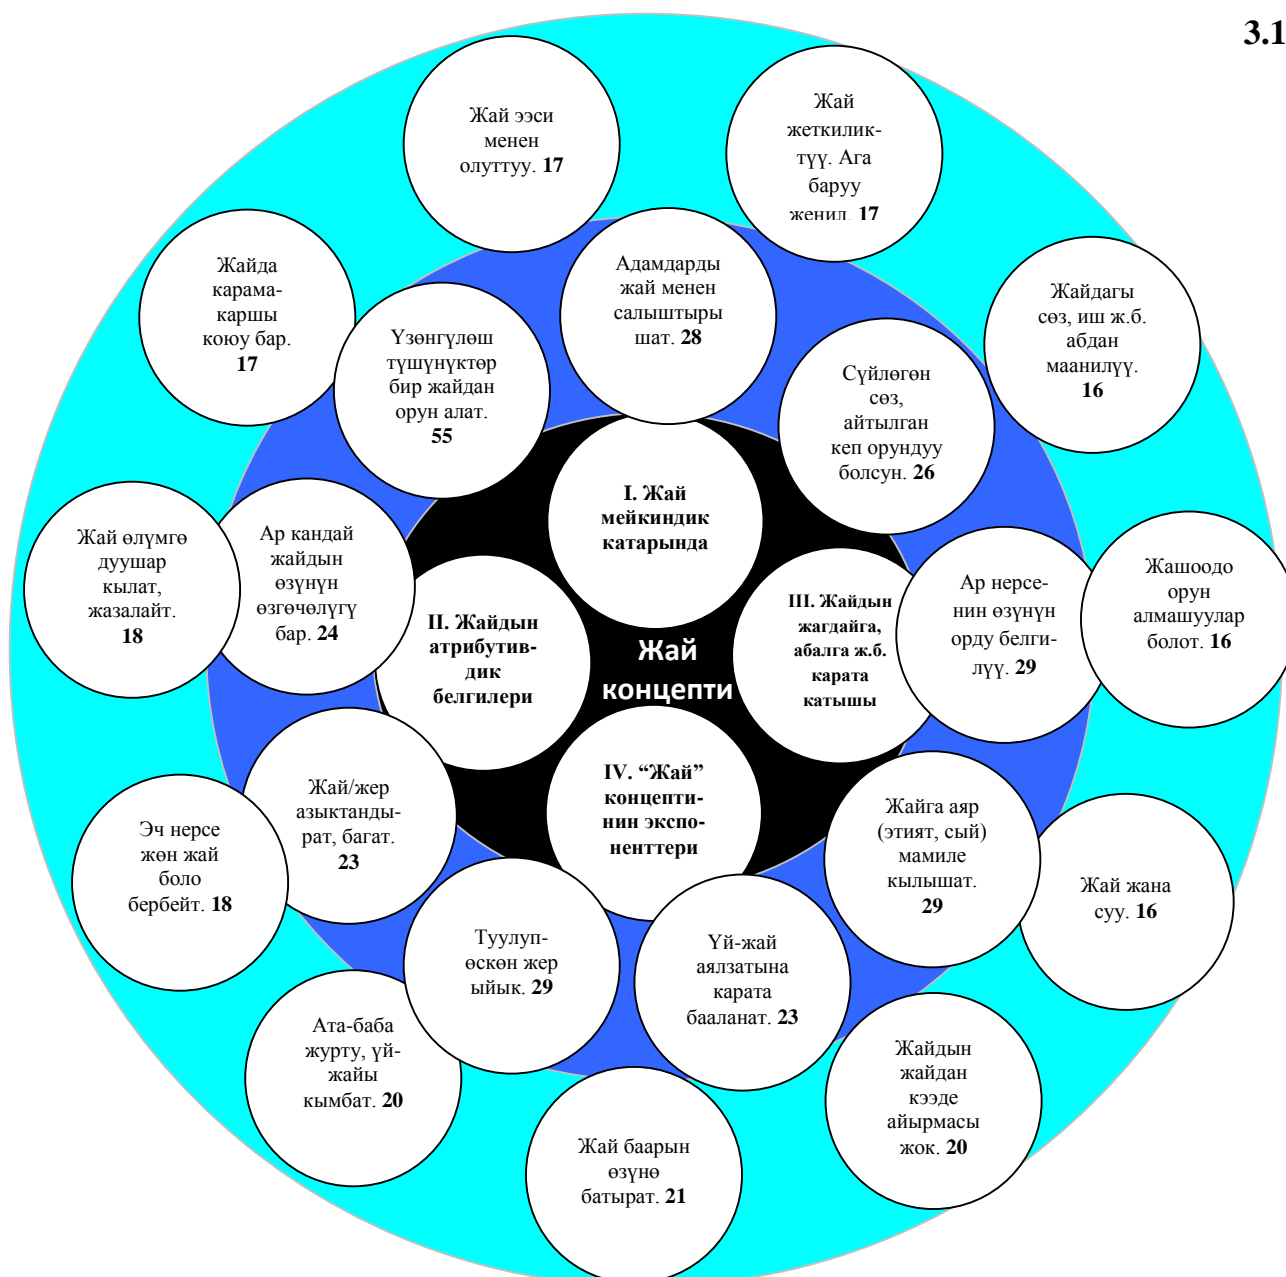 3.1
Жай ээси
менен
олуттуу. 17
Жай
жеткилик-
түү. Ага
баруу
женил. 17
Жайда
карама-
каршы
коюу бар.
17
Үзөнгүлөш
түшүнүктөр
бир жайдан
орун алат.
55
Адамдарды
жай менен
салыштыры
шат. 28
Сүйлөгөн
сөз,
айтылган
кеп орундуу
болсун. 26
Жайдагы
сөз, иш ж.б.
абдан
маанилүү.
16
Жай өлүмгө
дуушар
кылат,
жазалайт.
18
Ар кандай
жайдын
өзүнүн
өзгөчөлүгү
бар. 24
I. Жай
мейкиндик
катарында
II. Жайдын
атрибутив-
дик
белгилери
Жай
концепти
III. Жайдын
жагдайга,
абалга ж.б.
карата
катышы
Ар нерсе-
нин өзүнүн
орду белги-
лүү. 29
Жашоодо
орун
алмашуулар
болот. 16
IV. “Жай”
концепти-
нин экспо-
ненттери
Эч нерсе
жөн жай
боло
бербейт. 18
Жай/жер
азыктанды-
рат, багат.
23
Жайга аяр
(этият, сый)
мамиле
кылышат.
29
Жай жана
суу. 16
Туулуп-
өскөн жер
ыйык. 29
Үй-жай
аялзатына
карата
бааланат. 23
Ата-баба
журту, үй-
жайы
кымбат. 20
Жай баарын
өзүнө
батырат. 21
Жайдын
жайдан
кээде
айырмасы
жок. 20